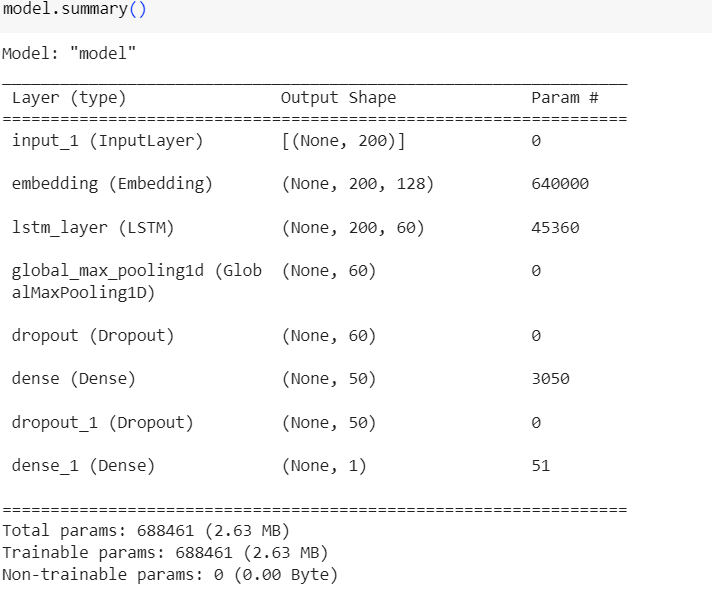 model.summary()
Model: "model"
_________________________________________________________________
Layer (type) Output Shape Param #
=================================================================
input_1 (InputLayer) [(None, 200)] 0
embedding (Embedding) (None, 200, 128) 640000
lstm_layer (LSTM) (None, 200, 60) 45360
global_max_pooling1d (Glob (None, 60) 0
alMaxPooling1D)
dropout (Dropout) (None, 60) 0
dense (Dense) (None, 50) 3050
dropout_1 (Dropout) (None, 50) 0
dense_1 (Dense) (None, 1) 51
=================================================================
Total params: 688461 (2.63 MB)
Trainable params: 688461 (2.63 MB)
Non-trainable params: 0 (0.00 Byte)